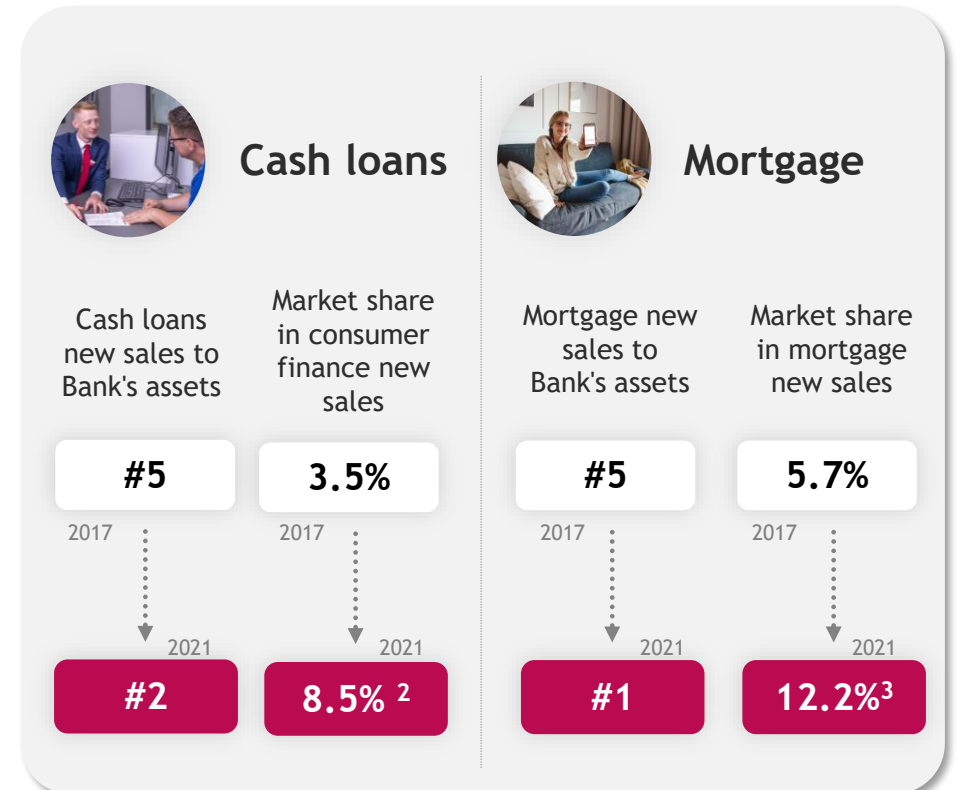 Cash loans
Cash loans
new sales to
Bank's assets
Market share
in consumer
finance new
sales
#5
3.5%
2017
2017
2021
2021
#2
8.5% 2
Mortgage
Mortgage new
sales to
Bank's assets
Market share
in mortgage
new sales
#5
5.7%
2017
2017
2021
2021
#1
12.2%3